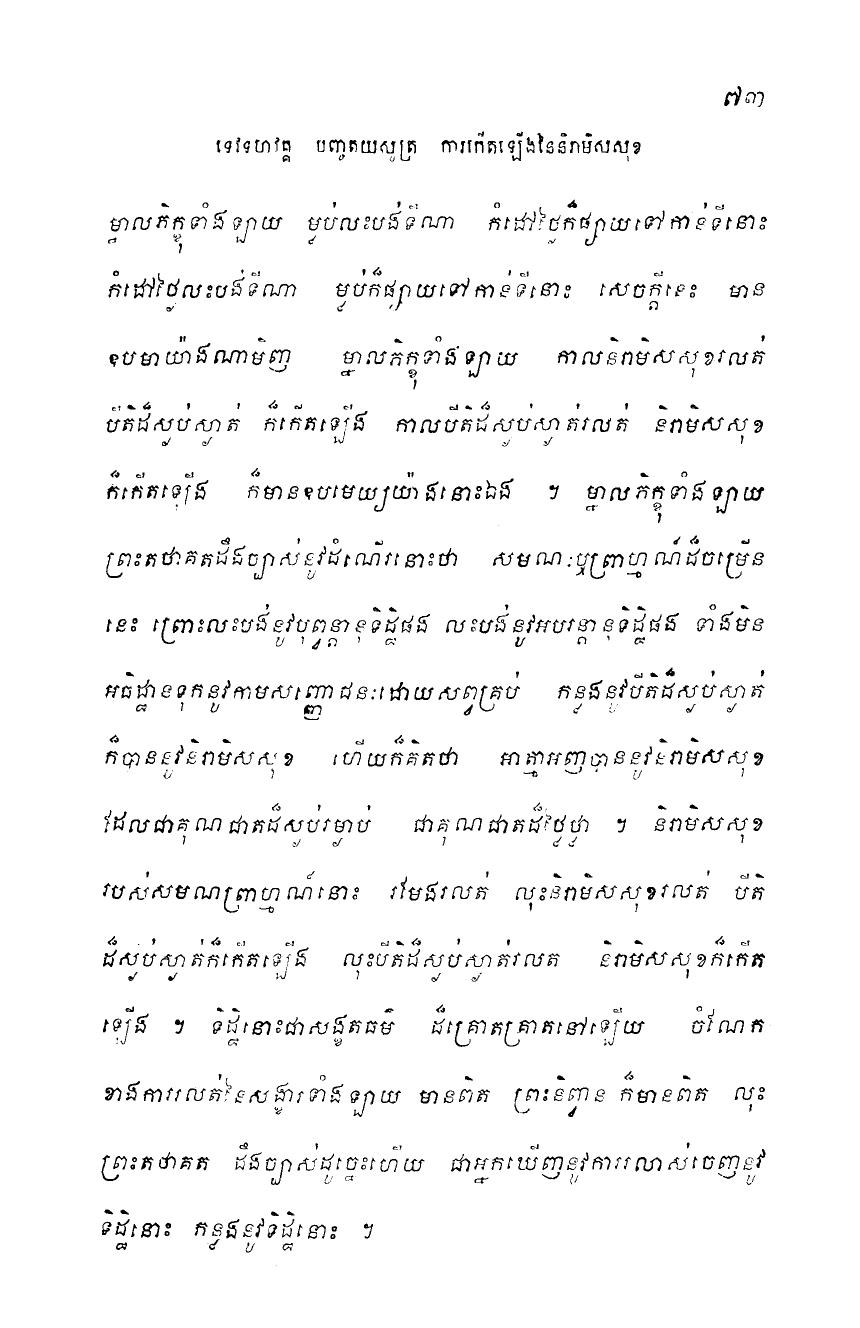 ៧៣
ទេវទហវគ្គ បញ្ចត្តយសូត្រ ការកើតឡើងនៃនិរាមិសសុខ
ម្នាលភិក្ខុទាំងឡាយ ម្លប់លះបង់ទីណា កំដៅថ្ងៃក៏ផ្សាយទៅកាន់ទីនោះ
កំដៅថ្ងៃលះបង់ទីណា ម្លប់ក៏ផ្សាយទៅកាន់ទីនោះ សេចក្តីនេះ មាន
ឧបមាយ៉ាងណាមិញ ម្នាលភិក្ខុទាំងឡាយ កាលនិរាមិសសុខរលត់
បីតិដ៏ស្ងប់ស្ងាត់ ក៏កើតឡើង កាលបីតិដ៏ស្ងប់ស្ងាត់រលត់ និរាមិសសុខ
ក៏កើតឡើង ក៏មានឧបមេយ្យយ៉ាងនោះឯង ។ ម្នាលភិក្ខុទាំងឡាយ
ព្រះតថាគតដឹងច្បាស់នូវដំណើរនោះថា សមណៈឬព្រាហ្មណ៍ដ៏ចម្រើន
នេះ ព្រោះលះបង់នូវបុព្វន្តានុទិដ្ឋិផង លះបង់នូវអបរន្តានុទិដ្ឋិផង ទាំងមិន
អធិដ្ឋានទុកនូវកាមសញ្ញោជនៈដោយសព្វគ្រប់ កន្លងនូវបីតិដ៏ស្ងប់ស្ងាត់
ក៏បាននូវនិរាមិសសុខ ហើយក៏គិតថា អាត្មាអញបាននូវនិរាមិសសុខ
ដែលជាគុណជាតដ៏ស្ងប់រម្ងាប់ ជាគុណជាតដ៏ថ្លៃថ្លា ។ និរាមិសសុខ
របស់សមណព្រាហ្មណ៍នោះ រមែងរលត់ លុះនិរាមិសសុខរលត់ បីតិ
ដ៏ស្ងប់ស្ងាត់ក៏កើតឡើង លុះបីតិដ៏ស្ងប់ស្ងាត់រលត និរាមិសសុខក៏កើត
ឡើង ។ ទិដ្ឋិនោះជាសង្ខតធម៌ ដ៏គ្រោតគ្រាតនៅឡើយ ចំណែក
ខាងការរលត់នៃសង្ខារទាំងឡាយ មានពិត ព្រះនិព្វាន ក៏មានពិត លុះ
ព្រះតថាគត ដឹងច្បាស់ដូច្នេះហើយ ជាអ្នកឃើញនូវការរលាស់ចេញនូវ
ទិដ្ឋិនោះ កន្លងនូវទិដ្ឋិនោះ ។